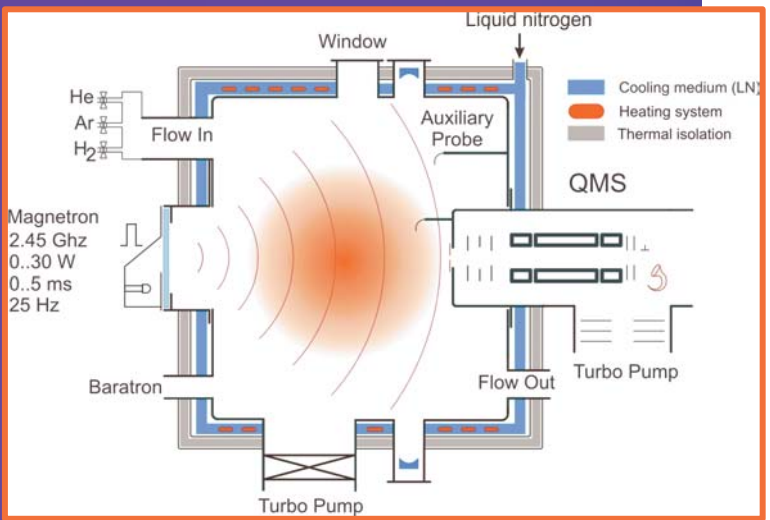 Liquid nitrogen
Window
Cooling medium (LN)
Heating system
Thermal isolation
He
Ar
H2
Flow In
Auxiliary
Probe
QMS
Magnetron
2.45 Ghz
0..30 W
0..5 ms
25 Hz
Baratron
Flow Out
Turbo Pump
Turbo Pump